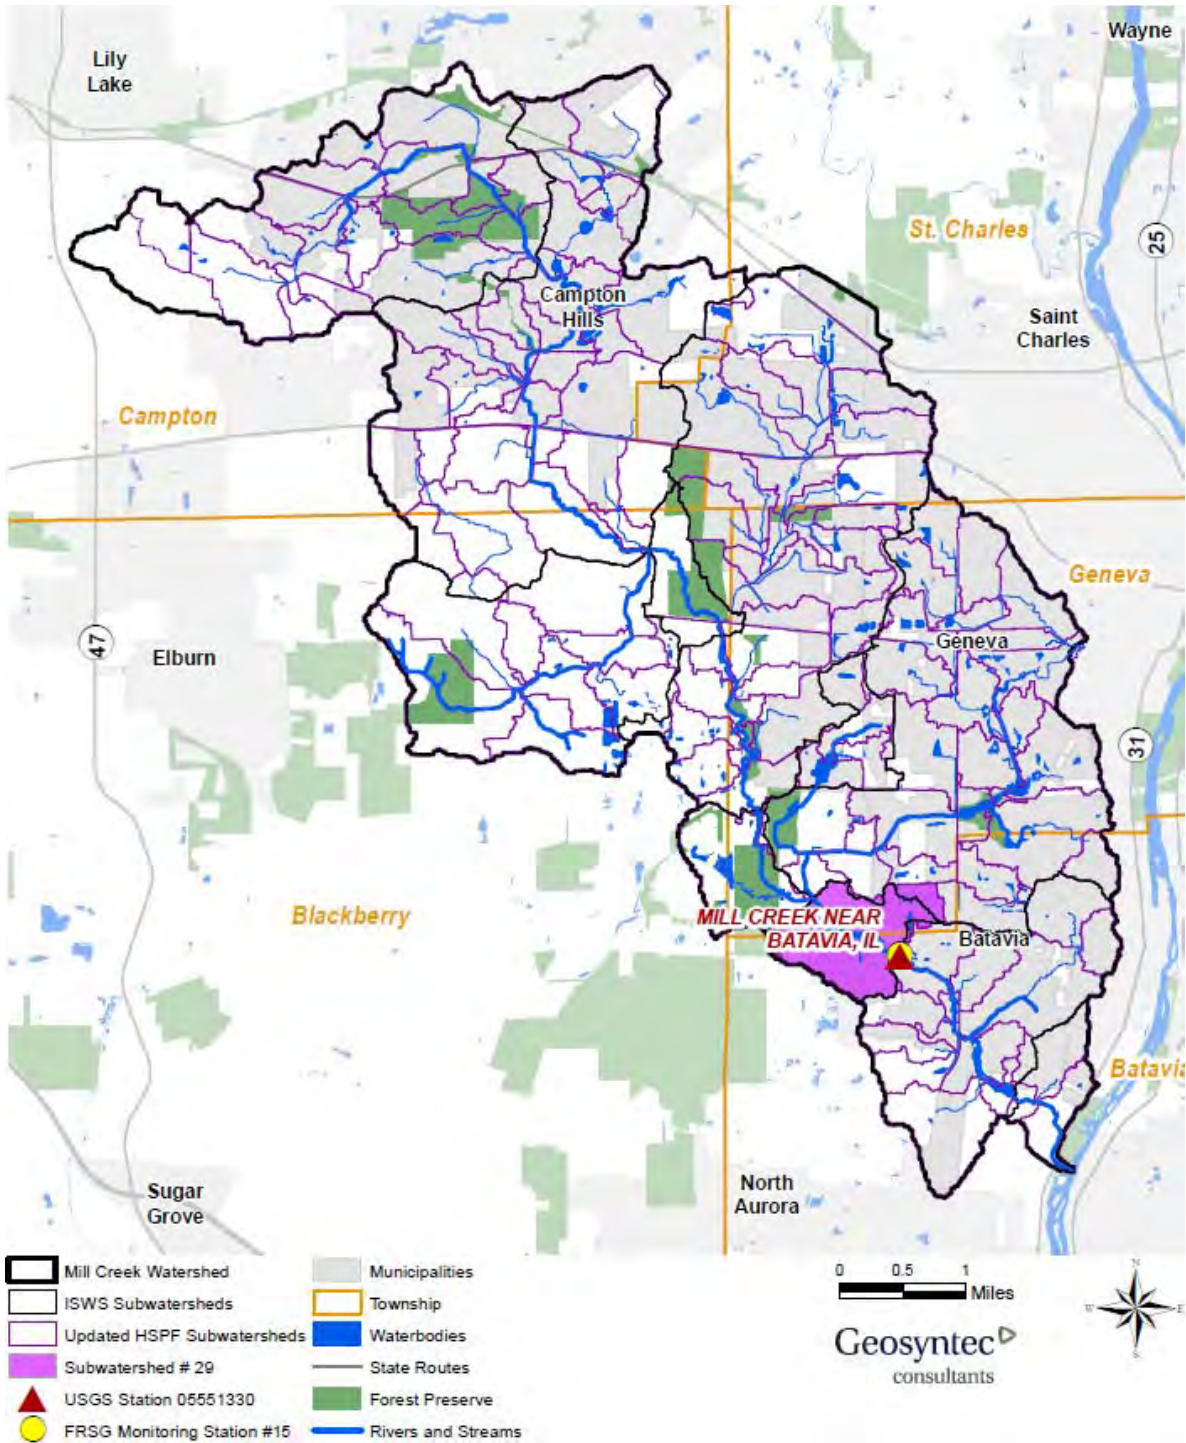 Wayne
Lily
Lake
St. Charles
25
Campton
Hills
Saint
Charles
Campton
Geneva
47
Elburn
Geneva
31
Blackberry
MILL CREEK NEAR
BATAVIA, IL
Batavia
Batavia
Sugar
Grove
North
Aurora
Mill Creek Watershed
ISWS Subwatersheds
Updated HSPF Subwatersheds
Subwatershed # 29
USGS Station 05551330
FRSG Monitoring Station #15
Municipalities
Township
Waterbodies
State Routes
Forest Preserve
Rivers and Streams
0 0.5 1
Miles
Geosyntec
consultants
N
W E
S